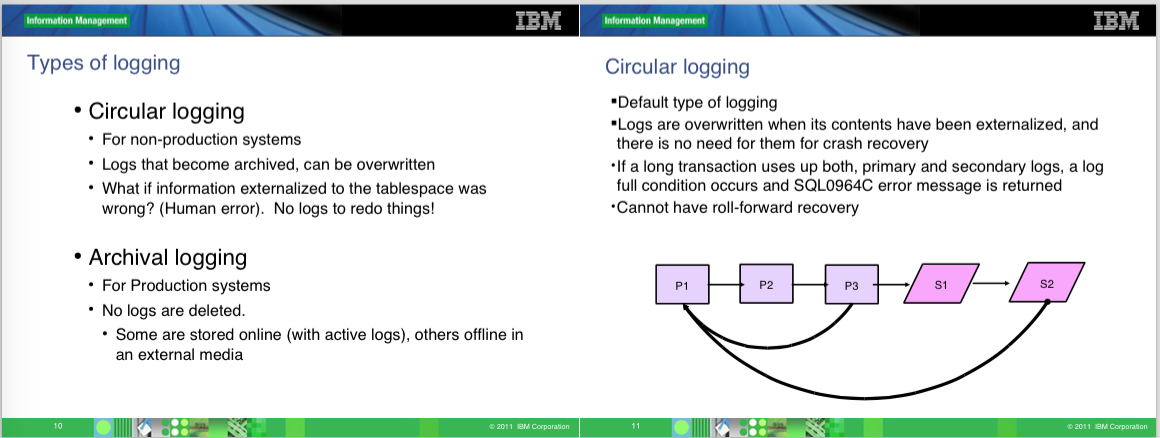 Information Management
IBM
Types of logging
• Circular logging
• For non-production systems
• Logs that become archived, can be overwritten
• What if information externalized to the tablespace was
wrong? (Human error). No logs to redo things!
• Archival logging
• For Production systems
• No logs are deleted.
• Some are stored online (with active logs), others offline in
an external media
10
© 2011 IBM Corporation
Information Management
IBM
Circular logging
▪Default type of logging
▪Logs are overwritten when its contents have been externalized, and
there is no need for them for crash recovery
•If a long transaction uses up both, primary and secondary logs, a log
full condition occurs and SQL0964C error message is returned
•Cannot have roll-forward recovery
P1
P2
P3
S1
S2
11
© 2011 IBM Corporation